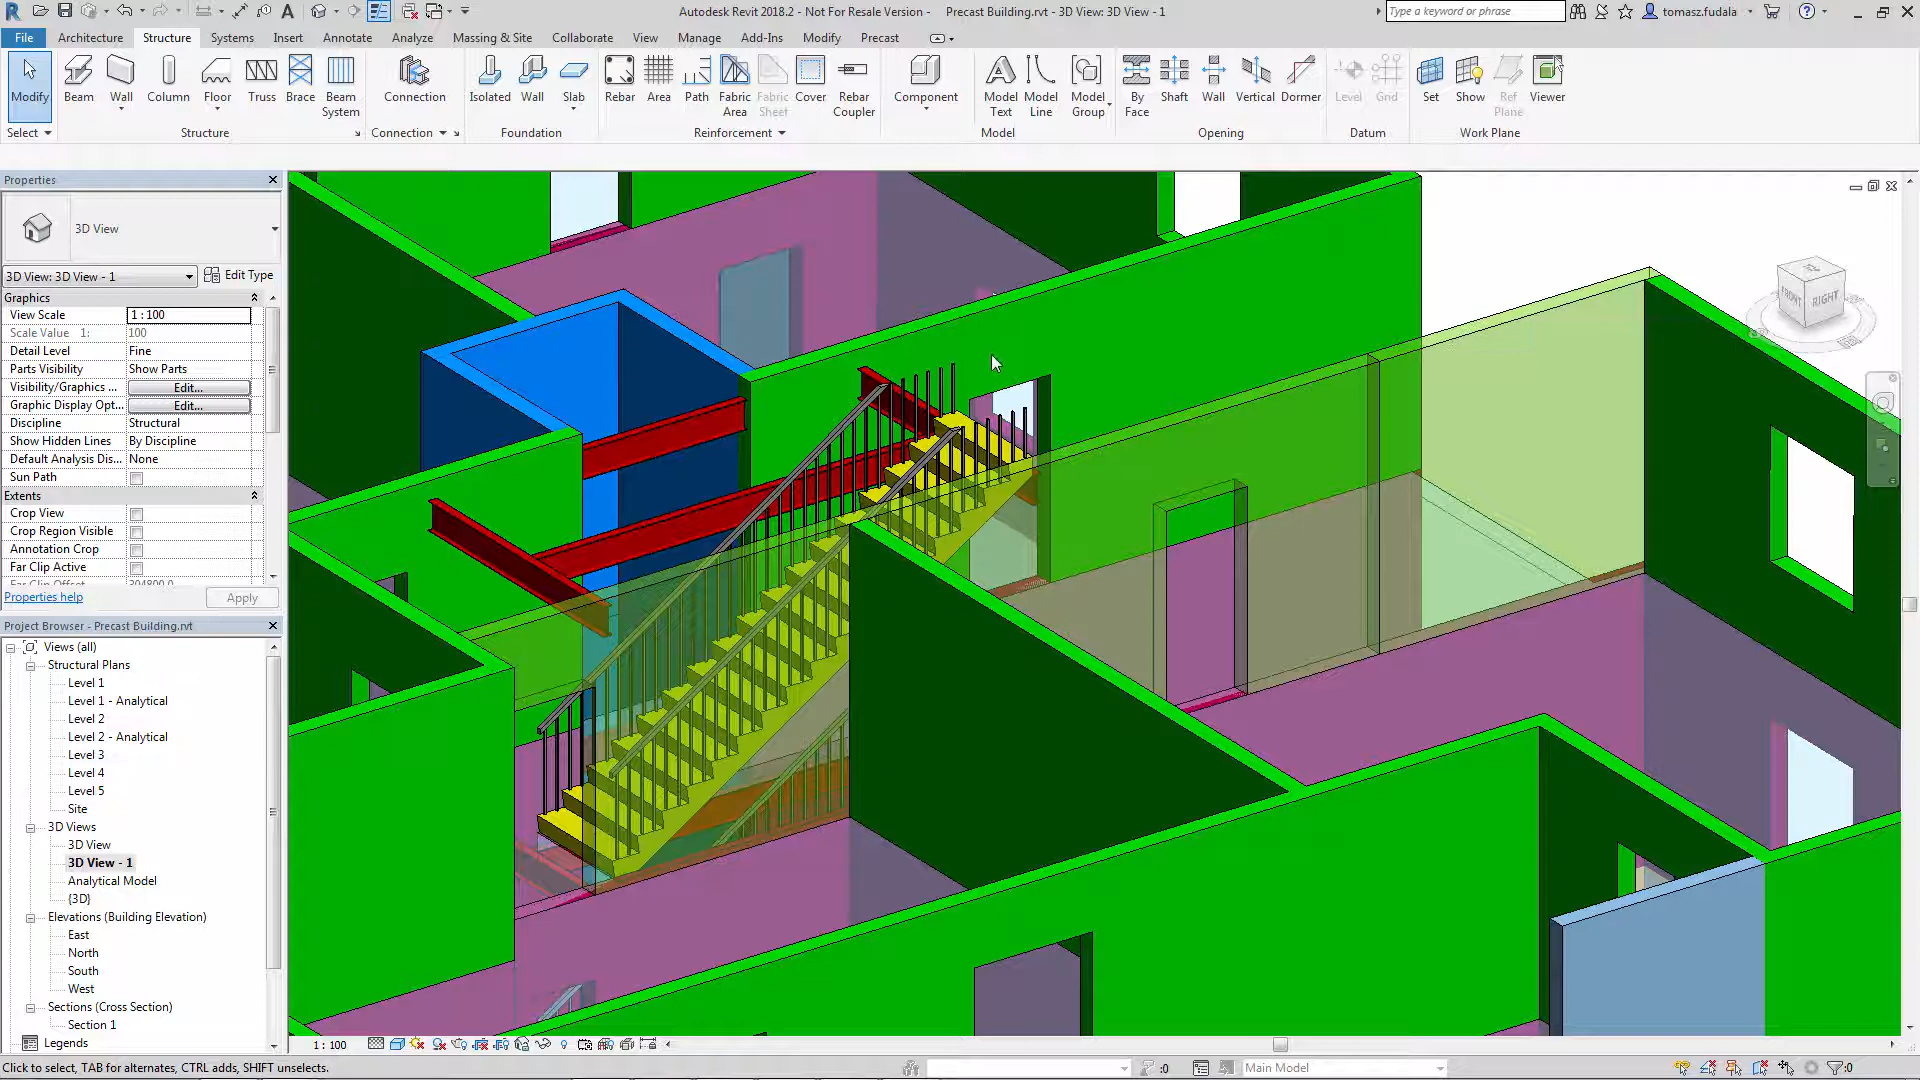 Autodesk Revit 2018.2 - Not For Resale Version - Precast Building.rvt - 3D View: 3D View - 1
Type a keyword or phrase
tomasz.fudala
File Architecture Structure Systems Insert Annotate Analyze Massing & Site Collaborate View Manage Add-Ins Modify Precast
Modify Beam Wall Column Floor Truss Brace Beam System Connection Isolated Wall Slab Rebar Area Path Fabric Area Fabric Sheet Cover Rebar Coupler Component Model Text Model Line Model Group By Face Shaft Wall Vertical Dormer Level Grid Set Show Ref Plane Viewer
Select Structure Connection Foundation Reinforcement Model Opening Datum Work Plane
Properties
3D View
3D View: 3D View - 1 Edit Type
Graphics
View Scale 1 : 100
Scale Value 1: 100
Detail Level Fine
Parts Visibility Show Parts
Visibility/Graphics ... Edit...
Graphic Display Opt... Edit...
Discipline Structural
Show Hidden Lines By Discipline
Default Analysis Dis... None
Sun Path
Extents
Crop View
Crop Region Visible
Annotation Crop
Far Clip Active
Far Clip Offset 304800.0
Properties help Apply
Project Browser - Precast Building.rvt
Views (all)
Structural Plans
Level 1
Level 1 - Analytical
Level 2
Level 2 - Analytical
Level 3
Level 4
Level 5
Site
3D Views
3D View
3D View - 1
Analytical Model
{3D}
Elevations (Building Elevation)
East
North
South
West
Sections (Cross Section)
Section 1
Legends
FRONT RIGHT
1 : 100
Click to select, TAB for alternates, CTRL adds, SHIFT unselects.
:0
Main Model
:0